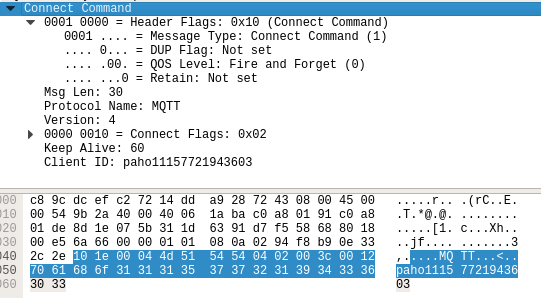 Connect Command
0001 0000 = Header Flags: 0x10 (Connect Command)
0001 .... = Message Type: Connect Command (1)
.... 0... = DUP Flag: Not set
.... .00. = QOS Level: Fire and Forget (0)
.... ...0 = Retain: Not set
Msg Len: 30
Protocol Name: MQTT
Version: 4
0000 0010 = Connect Flags: 0x02
Keep Alive: 60
Client ID: paho11157721943603
000 c8 9c dc ef c2 72 14 dd a9 28 72 43 08 00 45 00 .....r.. .(rC..E.
010 00 54 9b 2a 40 00 40 06 1a ba c0 a8 01 91 c0 a8 .T.*@.@. ........
020 01 de 8d 1e 07 5b 31 1d 63 91 d7 f5 58 68 80 18 .....[1. c...Xh..
030 00 e5 6a 66 00 00 01 01 08 0a 02 94 f8 b9 0e 33 ..jf.... .......3
040 2c 2e 10 1e 00 04 4d 51 54 54 04 02 00 3c 00 12 ,.....MQ TT...<..
050 70 61 68 6f 31 31 31 35 37 37 32 31 39 34 33 36 paho1115 77219436
060 30 33 03